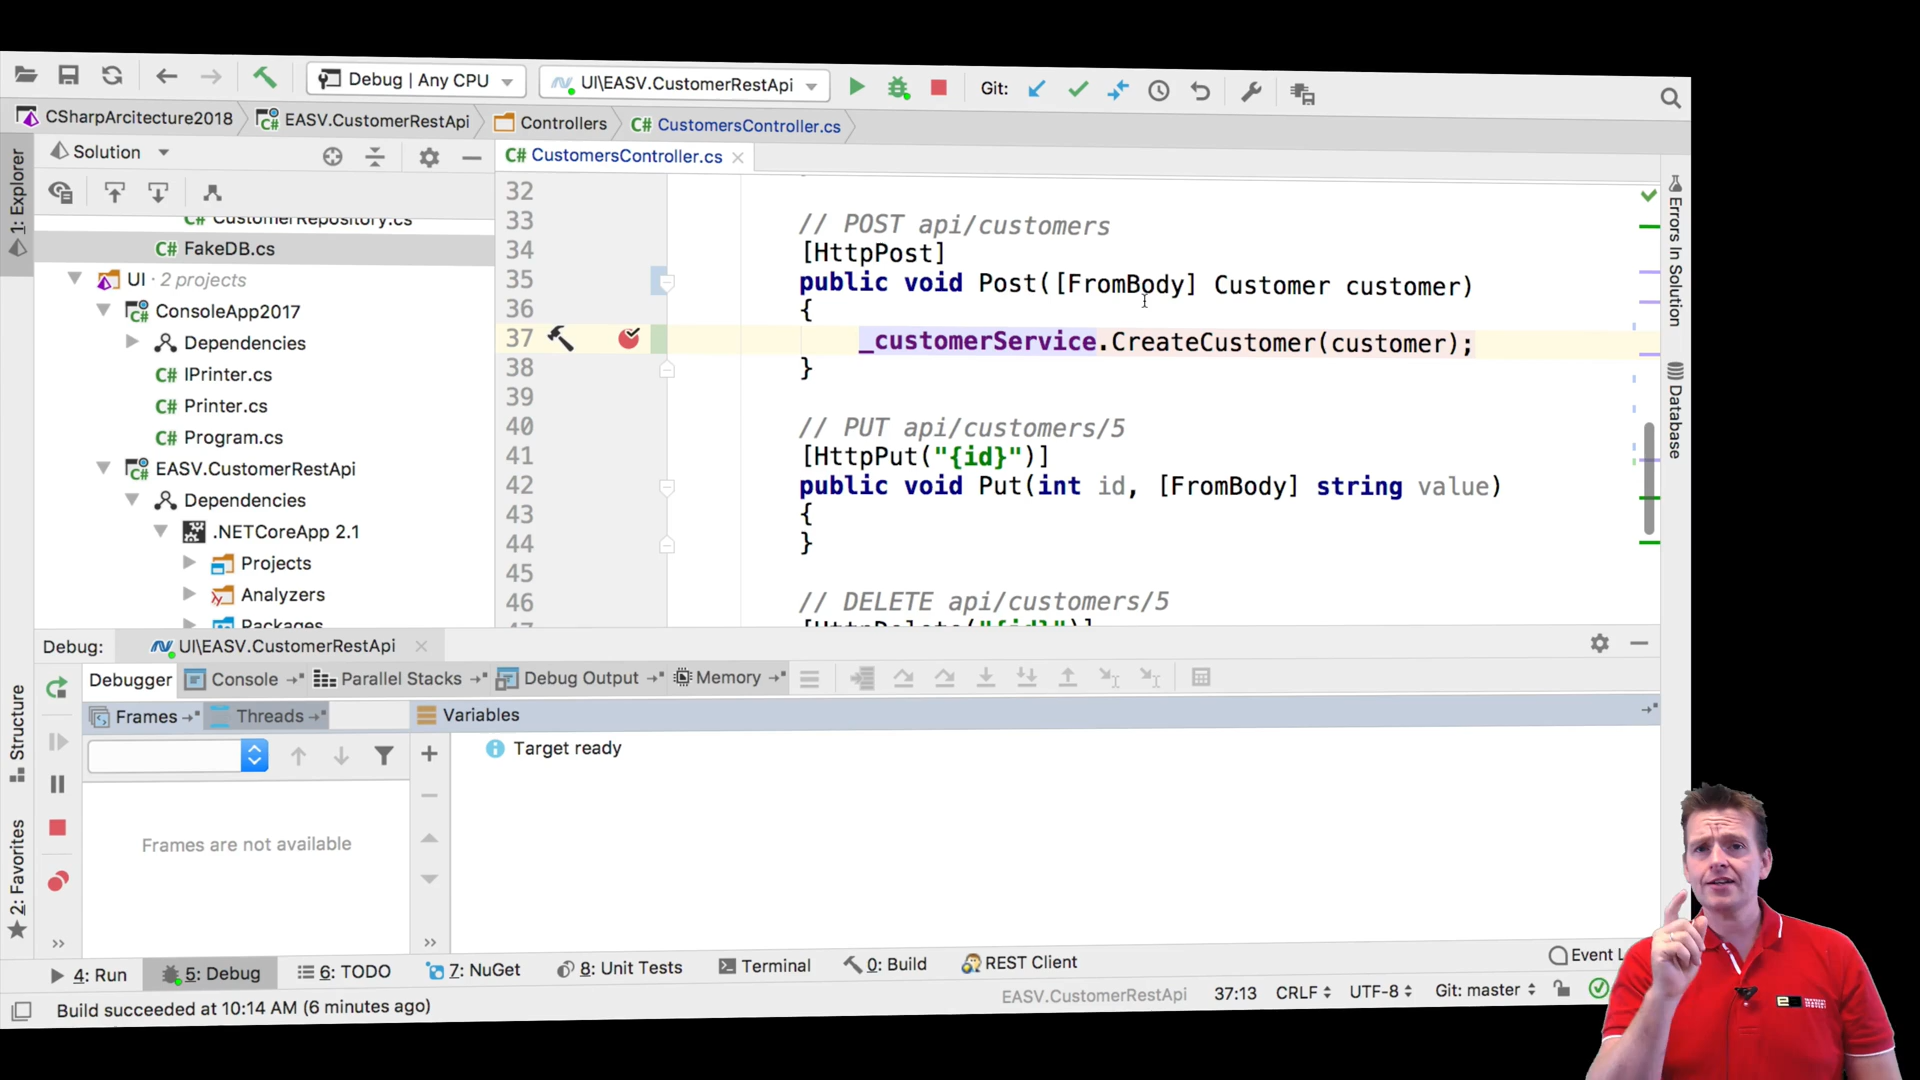 Debug | Any CPU
UI\EASV.CustomerRestApi
Git:
CSharpArcitecture2018
EASV.CustomerRestApi
Controllers
C# CustomersController.cs
1: Explorer
Solution
C# CustomersController.cs
C# CustomerRepository.cs
C# FakeDB.cs
UI · 2 projects
ConsoleApp2017
Dependencies
C# IPrinter.cs
C# Printer.cs
C# Program.cs
EASV.CustomerRestApi
Dependencies
.NETCoreApp 2.1
Projects
Analyzers
Packages
32
33 // POST api/customers
34 [HttpPost]
35 public void Post([FromBody] Customer customer)
36 {
37 _customerService.CreateCustomer(customer);
38 }
39
40 // PUT api/customers/5
41 [HttpPut("{id}")]
42 public void Put(int id, [FromBody] string value)
43 {
44 }
45
46 // DELETE api/customers/5
47 [HttpDelete("{id}")]
Errors In Solution
Database
Debug: UI\EASV.CustomerRestApi
Debugger Console Parallel Stacks Debug Output Memory
Frames Threads Variables
Target ready
Frames are not available
Structure
2: Favorites
4: Run 5: Debug 6: TODO 7: NuGet 8: Unit Tests Terminal 0: Build REST Client Event L
Build succeeded at 10:14 AM (6 minutes ago)
EASV.CustomerRestApi 37:13 CRLF UTF-8 Git: master